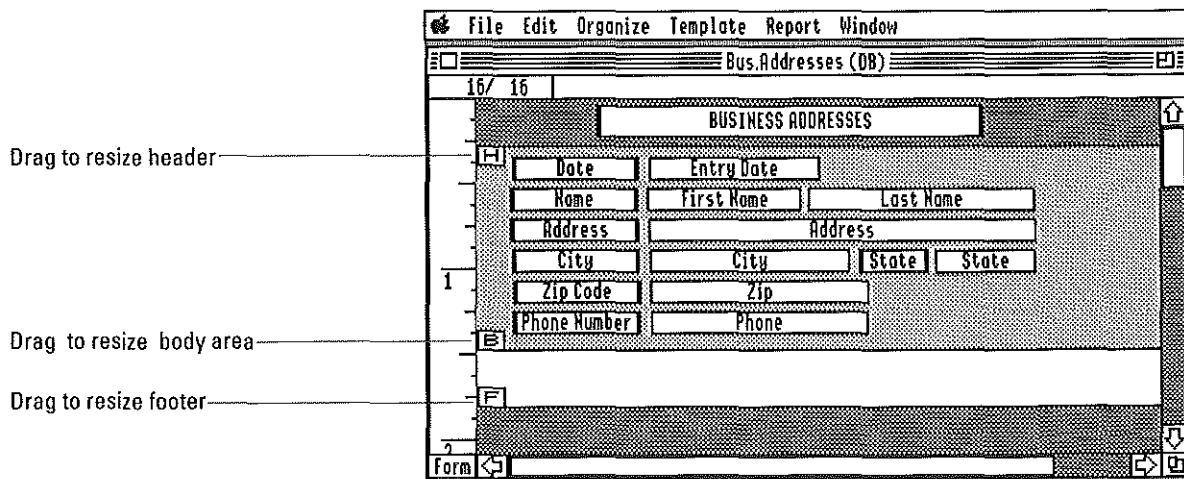 File Edit Organize Template Report Window
Bus.Addresses (DB)
16/ 16
BUSINESS ADDRESSES
Drag to resize header
H
Date Entry Date
Name First Name Last Name
Address Address
City City State State
1
Zip Code Zip
Phone Number Phone
Drag to resize body area
B
Drag to resize footer
F
2
Form